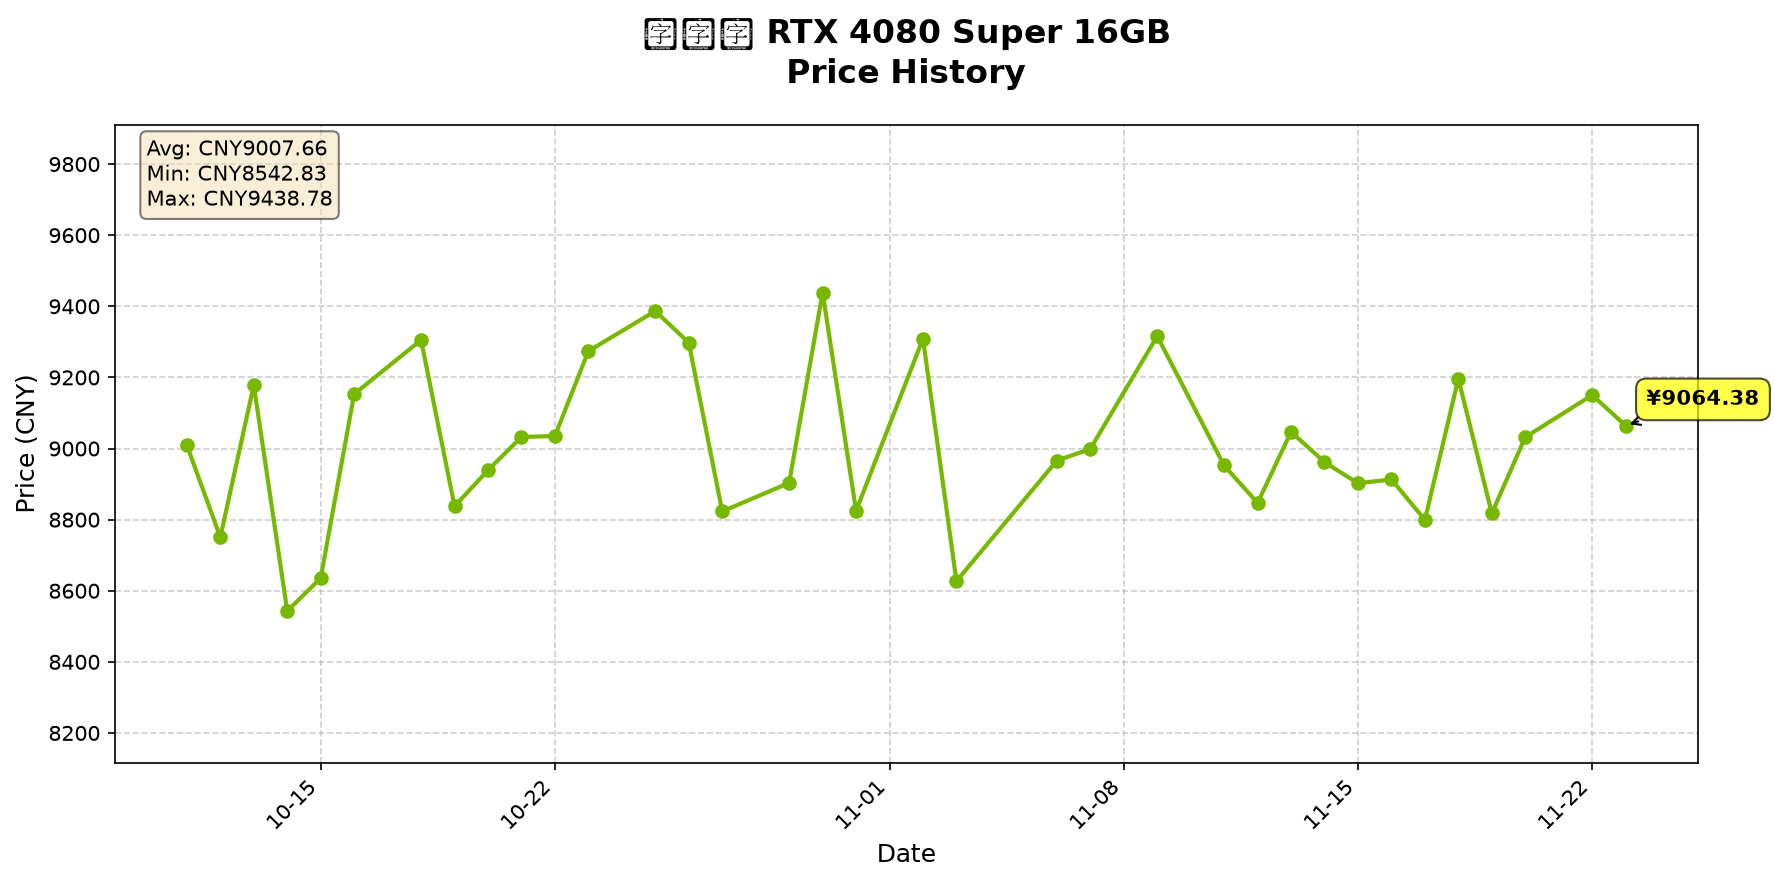 RTX 4080 Super 16GB
Price History
Avg: CNY9007.66
Min: CNY8542.83
Max: CNY9438.78
¥9064.38
Price (CNY)
9800
9600
9400
9200
9000
8800
8600
8400
8200
10-15
10-22
11-01
11-08
11-15
11-22
Date